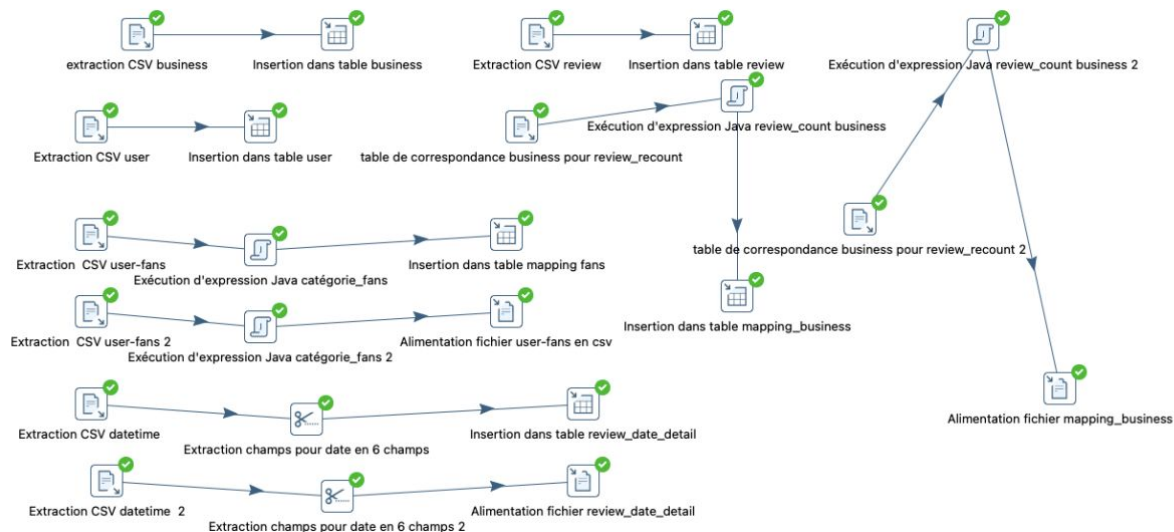 extraction CSV business
Insertion dans table business
Extraction CSV review
Insertion dans table review
Exécution d'expression Java review_count business 2
Extraction CSV user
Insertion dans table user
table de correspondance business pour review_recount
Exécution d'expression Java review_count business
table de correspondance business pour review_recount 2
Extraction  CSV user-fans
Exécution d'expression Java catégorie_fans
Insertion dans table mapping fans
Insertion dans table mapping_business
Extraction  CSV user-fans 2
Exécution d'expression Java catégorie_fans 2
Alimentation fichier user-fans en csv
Alimentation fichier mapping_business
Extraction CSV datetime
Extraction champs pour date en 6 champs
Insertion dans table review_date_detail
Extraction CSV datetime  2
Extraction champs pour date en 6 champs 2
Alimentation fichier review_date_detail